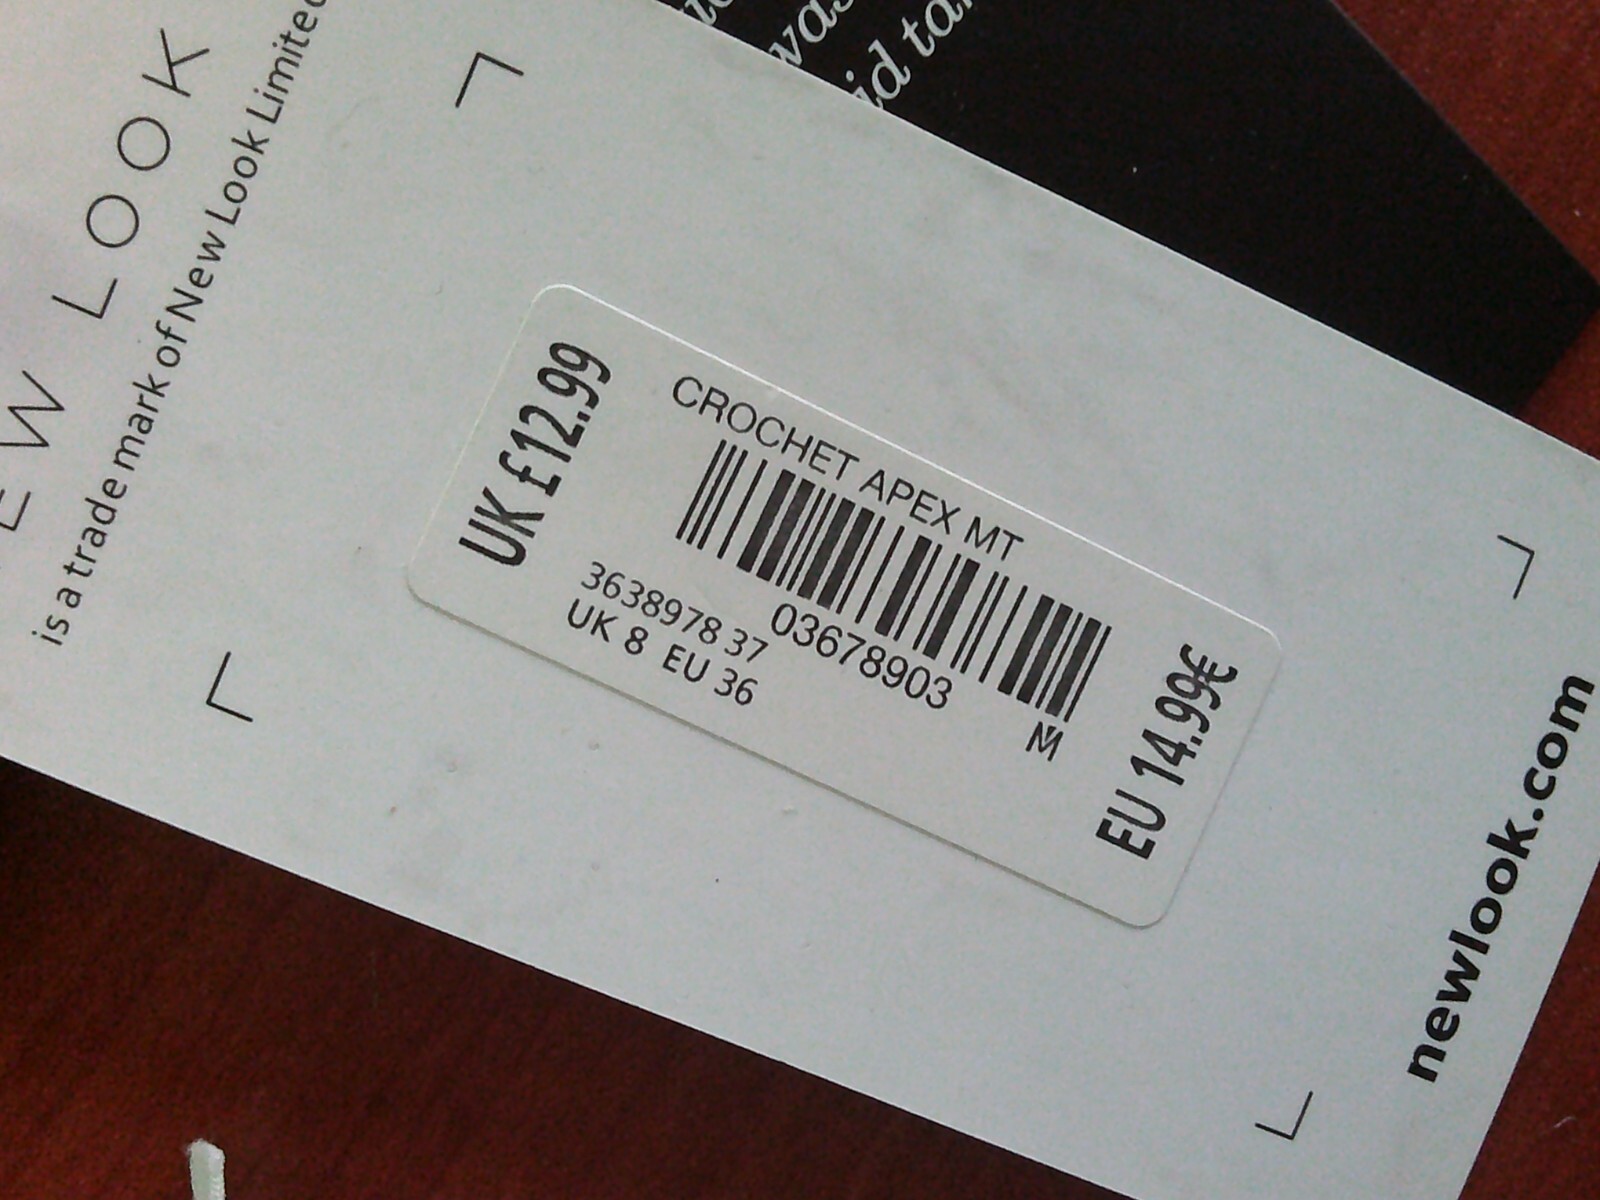 EW LOOK
is a trade mark of New Look Limited
UK £12.99
CROCHET APEX MT
03678903
3638978 37
UK 8 EU 36
M
EU 14.99€
newlook.com